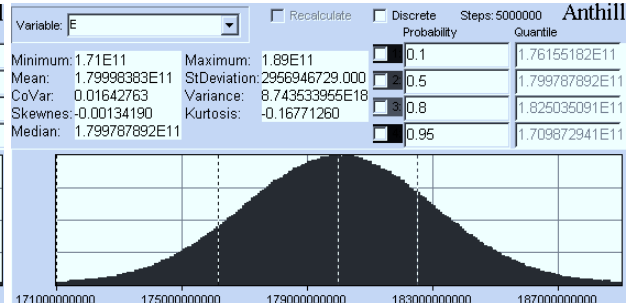 Recalculate Discrete Steps: 5000000 Anthill
Variable: E
Probability Quantile
Minimum: 1.71E11 Maximum: 1.89E11 0.1 1.76155182E11
Mean: 1.79998383E11 StDeviation: 2956946729.000 2 0.5 1.799787892E11
CoVar: 0.01642763 Variance: 8.743533955E18
Skewnes: -0.00134190 Kurtosis: -0.16771260 3 0.8 1.825035091E11
Median: 1.799787892E11 0.95 1.709872941E11
171000000000 175000000000 179000000000 183000000000 187000000000